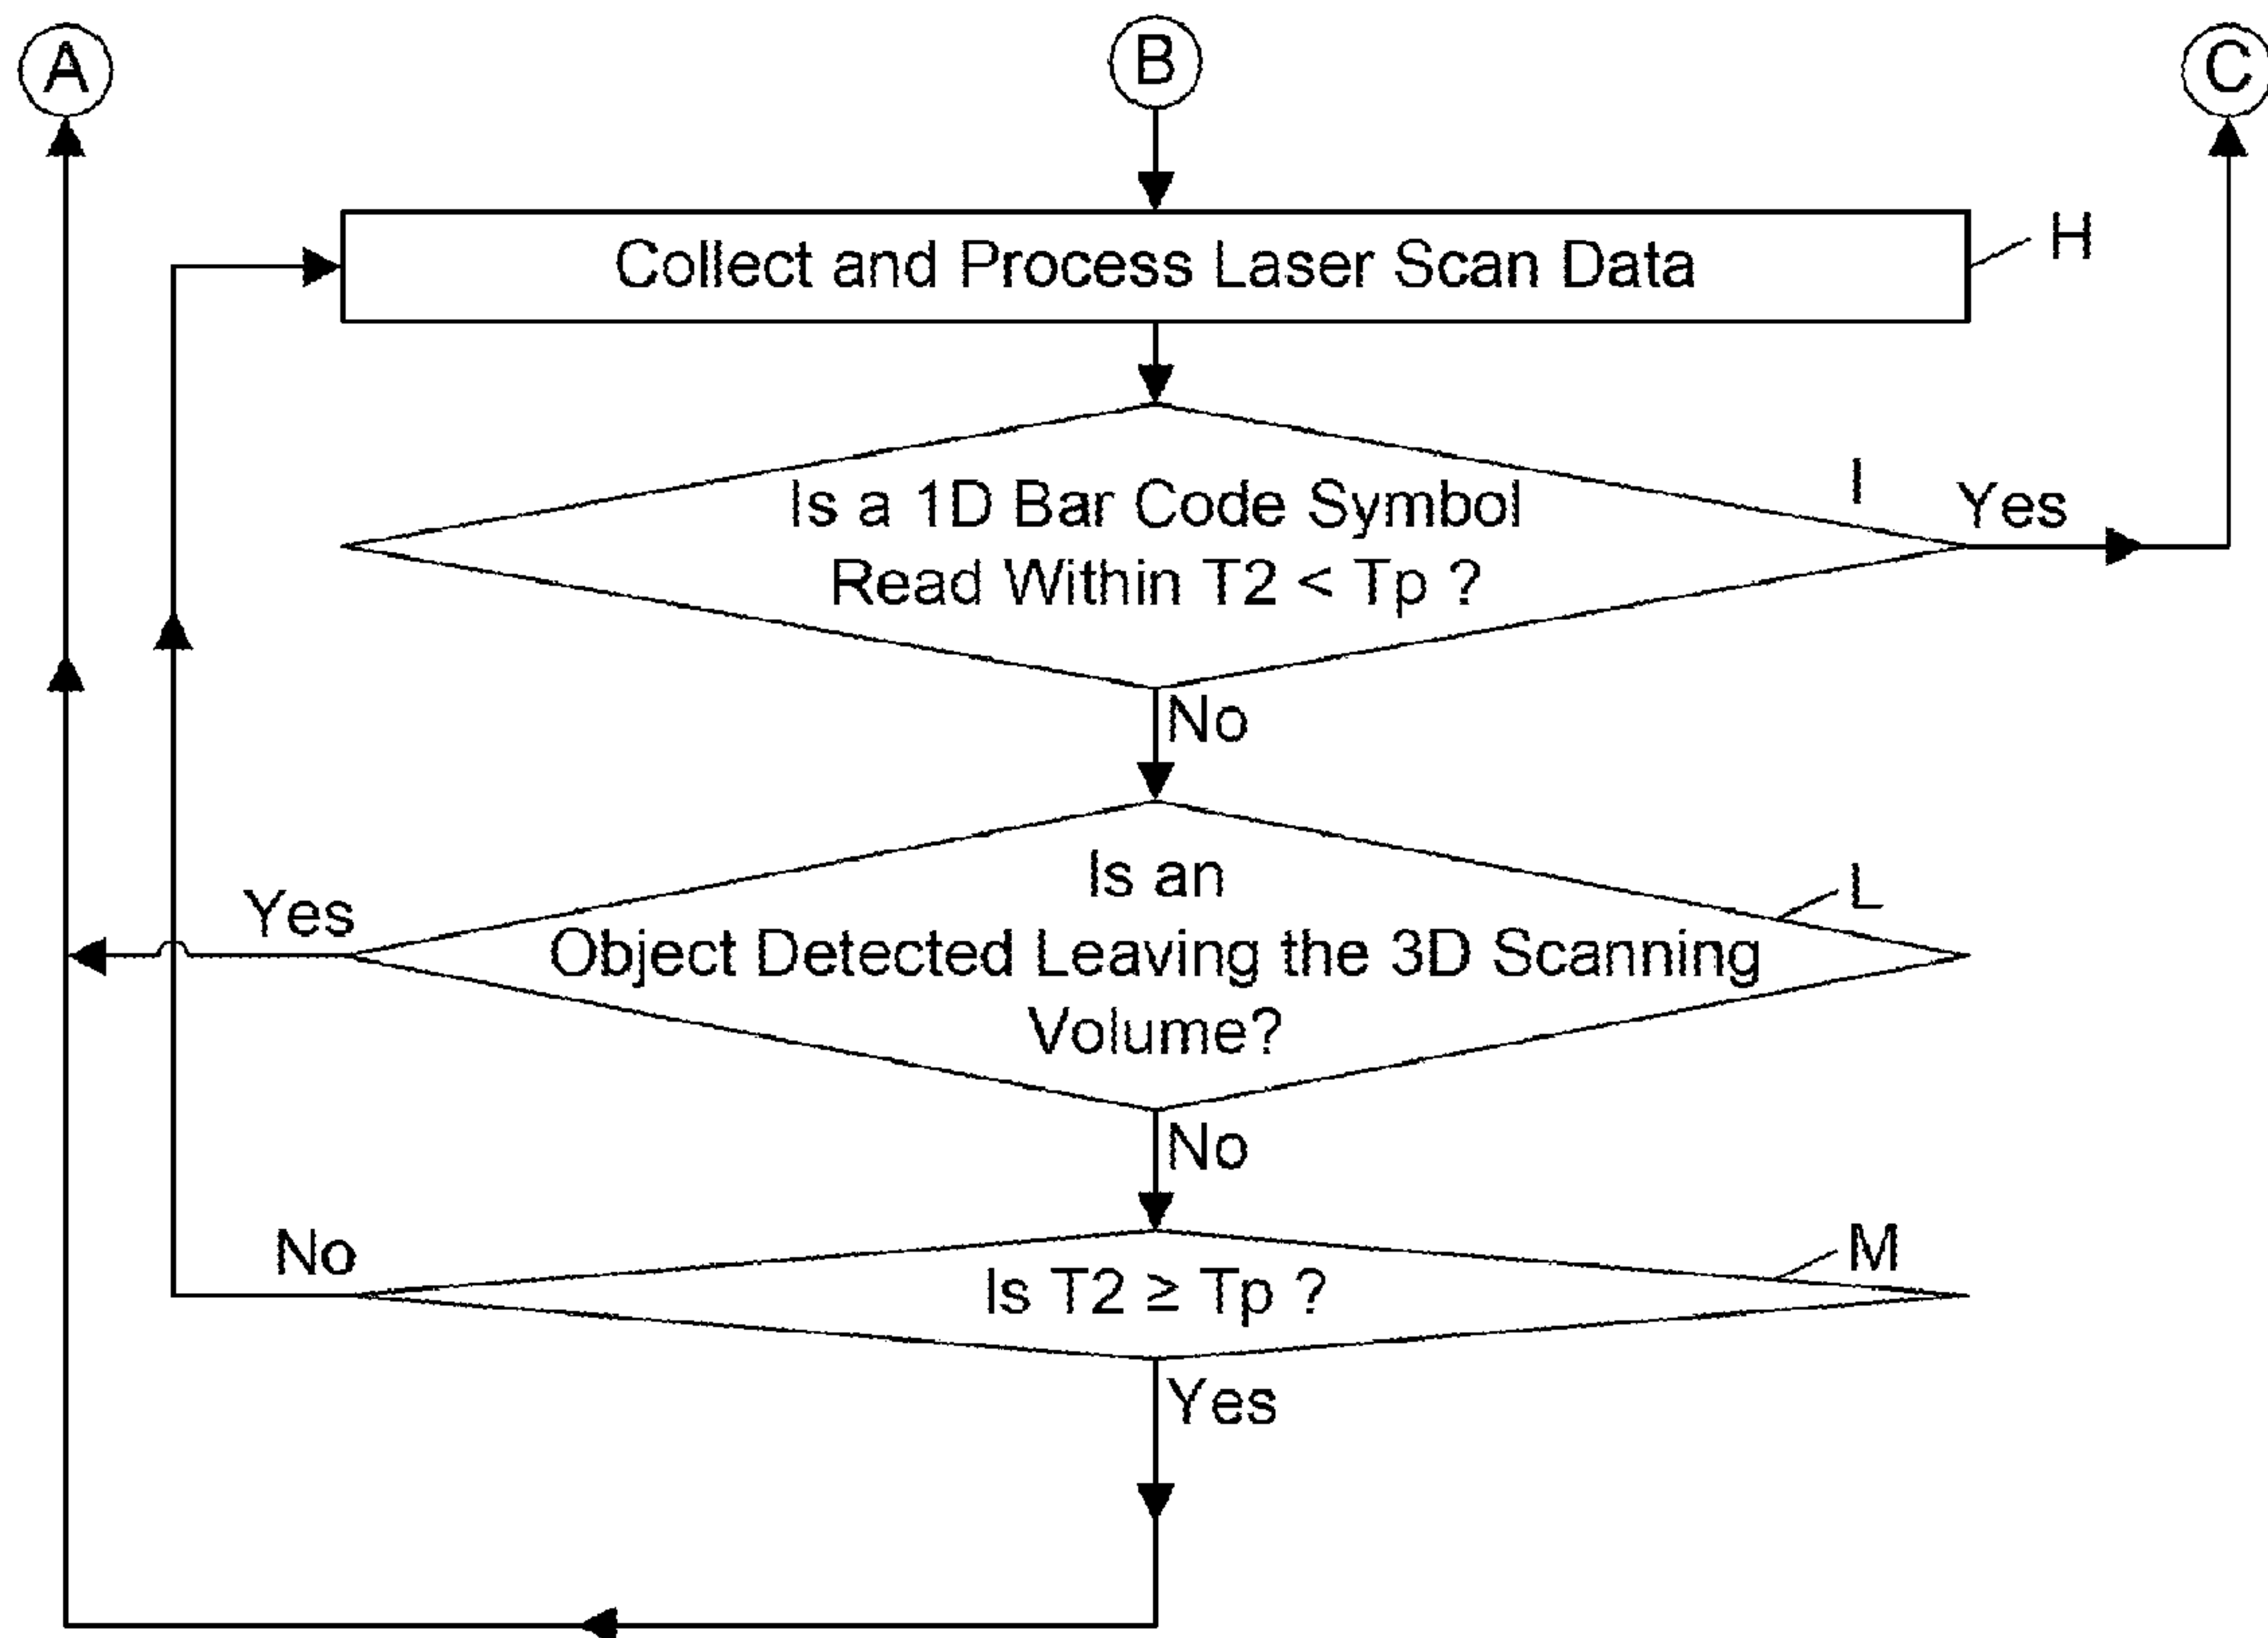 A
B
C
Collect and Process Laser Scan Data
H
Is a 1D Bar Code Symbol
Read Within T2 < Tp ?
I
Yes
No
Is an
Object Detected Leaving the 3D Scanning
Volume?
L
Yes
No
Is T2 ≥ Tp ?
M
No
Yes